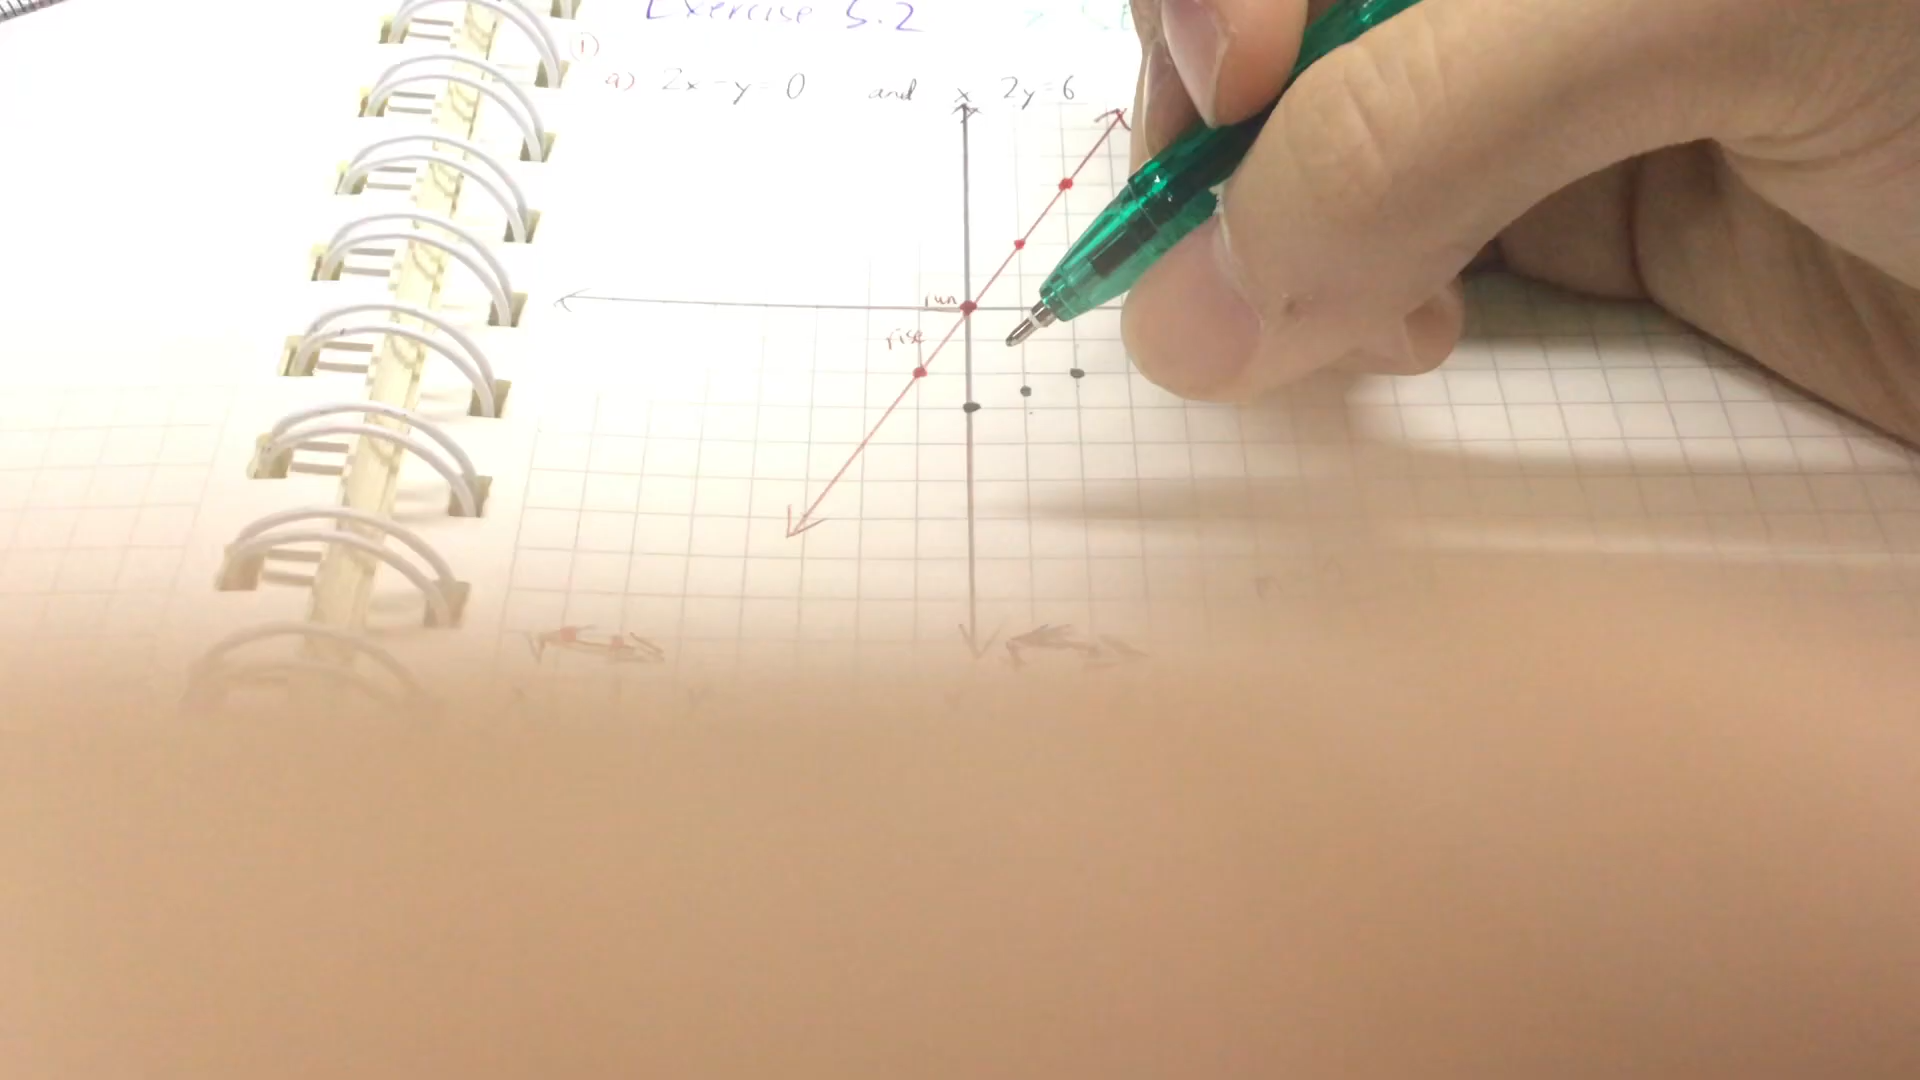 Exercise 5.2
①
a) 2x - y = 0 and x 2y = 6
run
rise